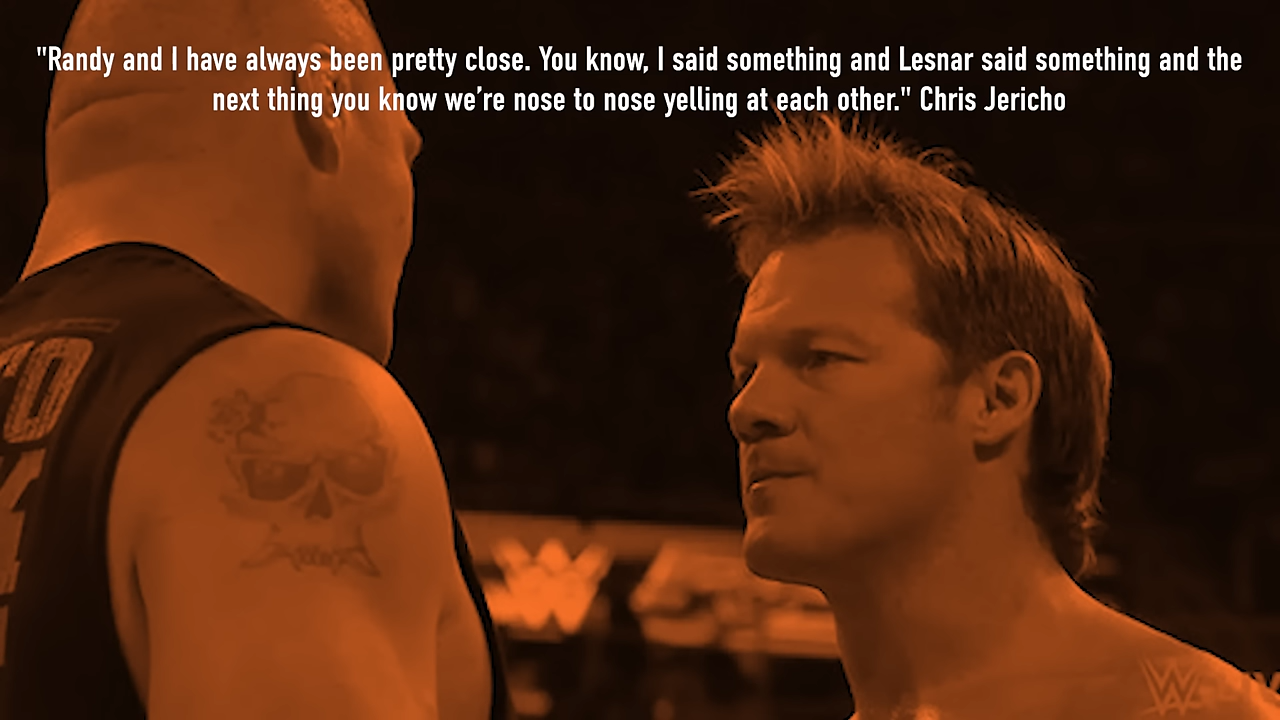 "Randy and I have always been pretty close. You know, I said something and Lesnar said something and the
next thing you know we’re nose to nose yelling at each other." Chris Jericho